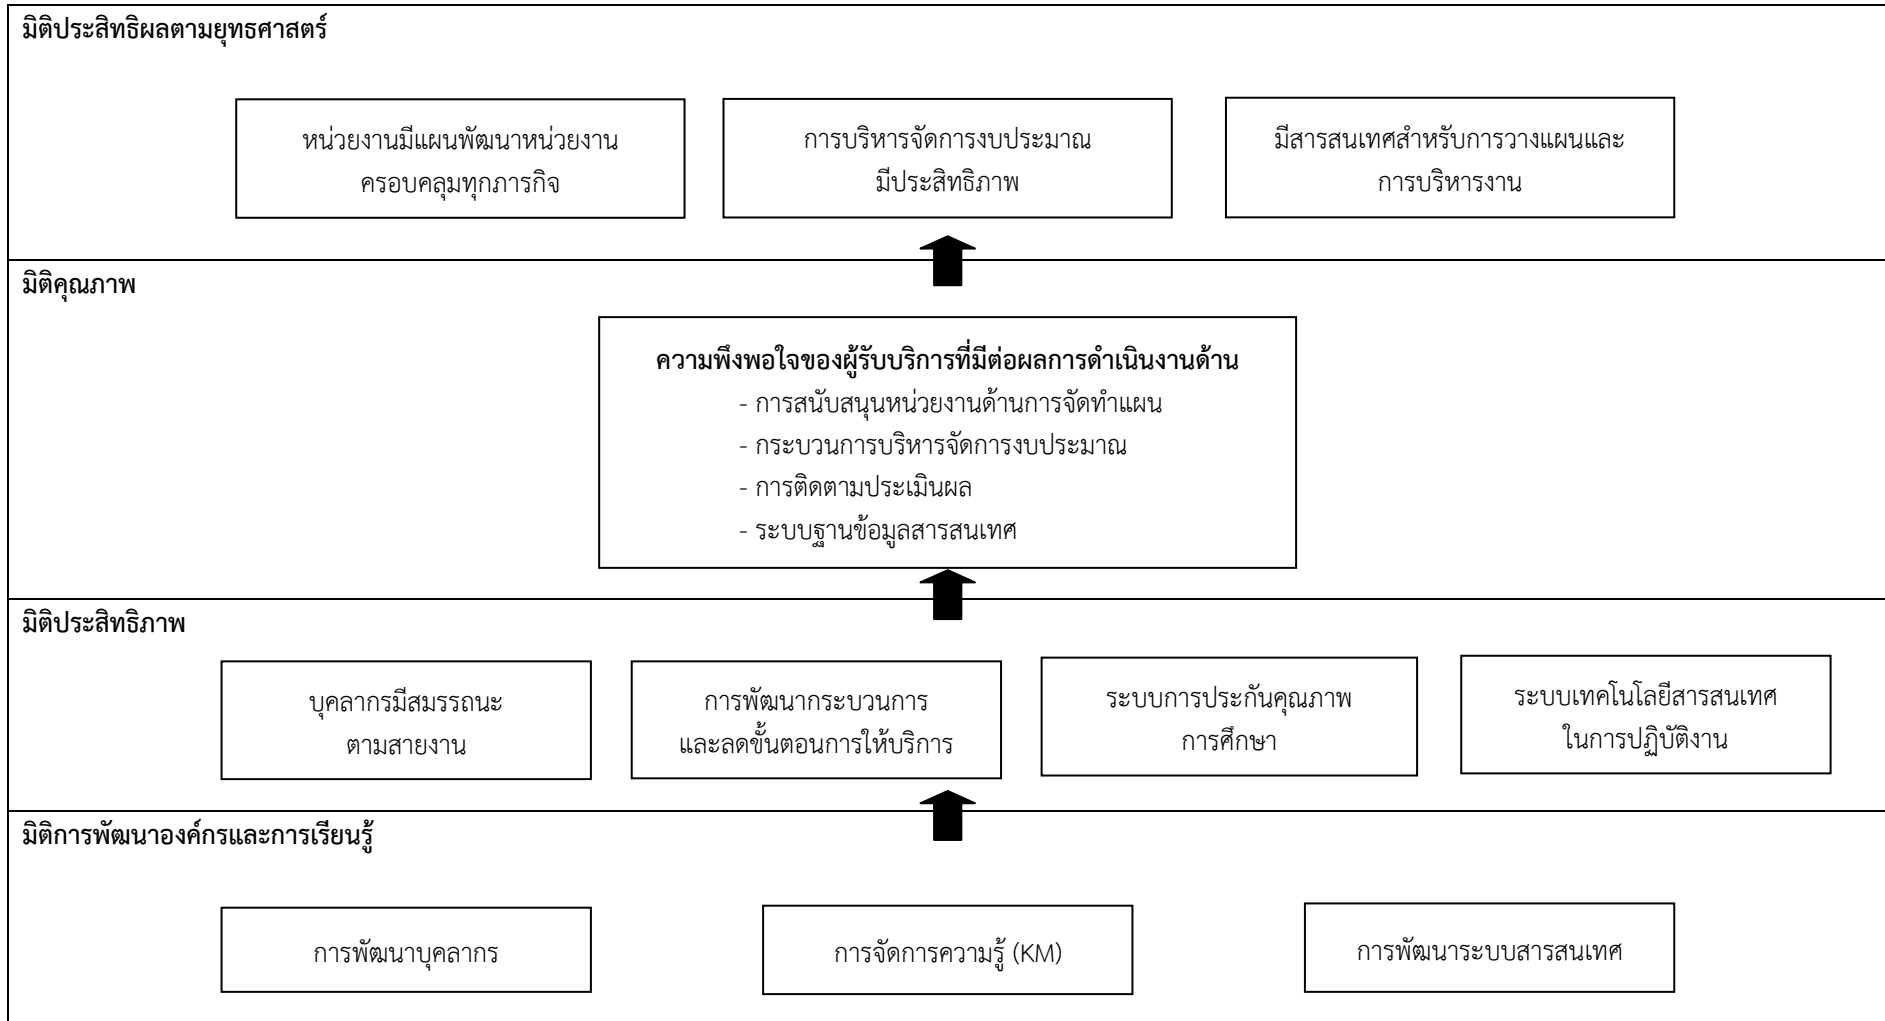 มิติประสิทธิผลตามยุทธศาสตร์
หน่วยงานมีแผนพัฒนาหน่วยงาน
ครอบคลุมทุกภารกิจ
การบริหารจัดการงบประมาณ
มีประสิทธิภาพ
มีสารสนเทศสำหรับการวางแผนและ
การบริหารงาน
มิติคุณภาพ
ความพึงพอใจของผู้รับบริการที่มีต่อผลการดำเนินงานด้าน
- การสนับสนุนหน่วยงานด้านการจัดทำแผน
- กระบวนการบริหารจัดการงบประมาณ
- การติดตามประเมินผล
- ระบบฐานข้อมูลสารสนเทศ
มิติประสิทธิภาพ
บุคลากรมีสมรรถนะ
ตามสายงาน
การพัฒนากระบวนการ
และลดขั้นตอนการให้บริการ
ระบบการประกันคุณภาพ
การศึกษา
ระบบเทคโนโลยีสารสนเทศ
ในการปฏิบัติงาน
มิติการพัฒนาองค์กรและการเรียนรู้
การพัฒนาบุคลากร
การจัดการความรู้ (KM)
การพัฒนาระบบสารสนเทศ